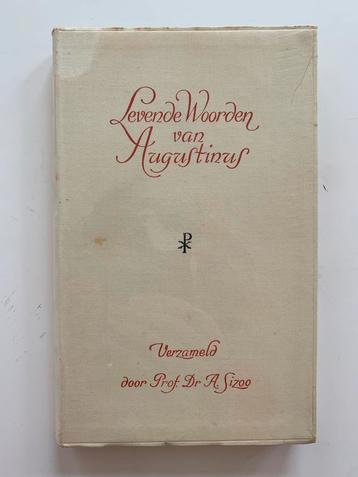 Levende Woorden
van
Augustinus
Verzameld
door Prof. Dr A. Sizoo